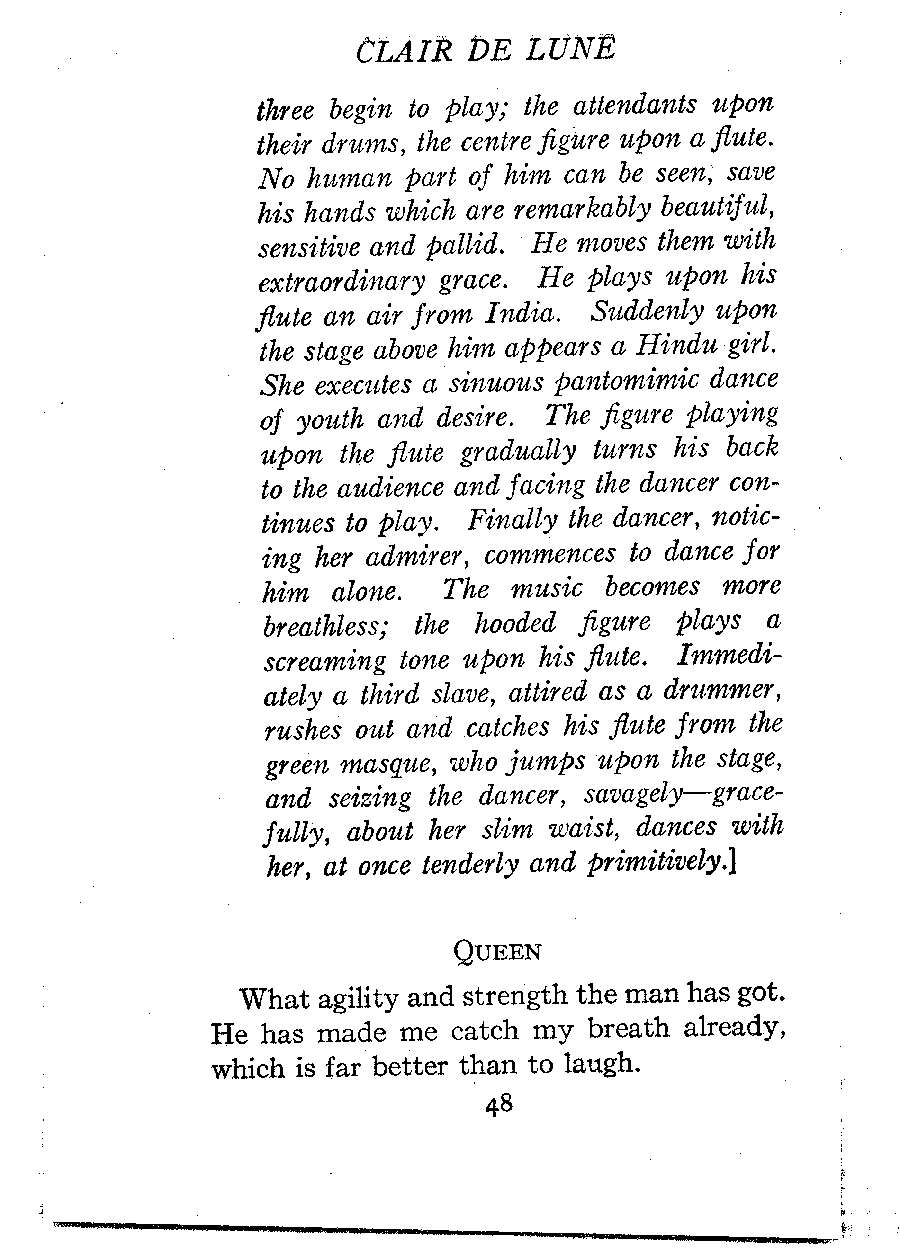 CLAIR DE LUNE
three begin to play; the attendants upon
their drums, the centre figure upon a flute.
No human part of him can be seen, save
his hands which are remarkably beautiful,
sensitive and pallid. He moves them with
extraordinary grace. He plays upon his
flute an air from India. Suddenly upon
the stage above him appears a Hindu girl.
She executes a sinuous pantomimic dance
of youth and desire. The figure playing
upon the flute gradually turns his back
to the audience and facing the dancer con-
tinues to play. Finally the dancer, notic-
ing her admirer, commences to dance for
him alone. The music becomes more
breathless; the hooded figure plays a
screaming tone upon his flute. Immedi-
ately a third slave, attired as a drummer,
rushes out and catches his flute from the
green masque, who jumps upon the stage,
and seizing the dancer, savagely—grace-
fully, about her slim waist, dances with
her, at once tenderly and primitively.]
QUEEN
What agility and strength the man has got.
He has made me catch my breath already,
which is far better than to laugh.
48